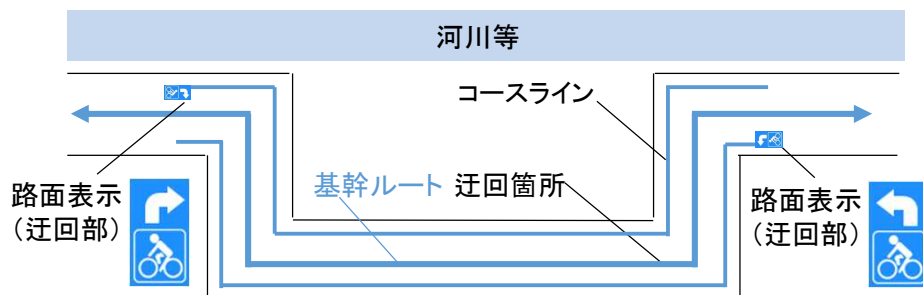 河川等
コースライン
路面表示
（迂回部）
基幹ルート
迂回箇所
路面表示
（迂回部）